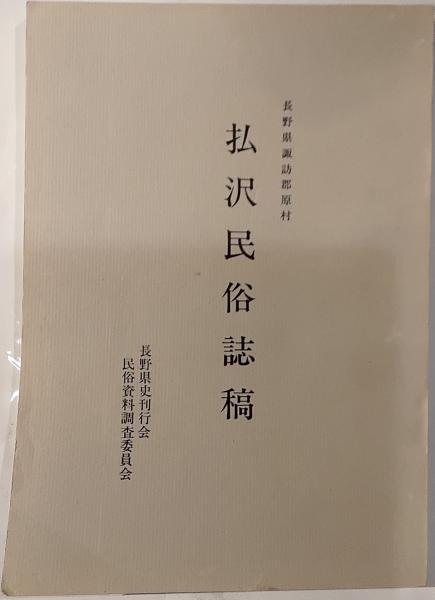 長野県諏訪郡原村
払沢民俗誌稿
長野県史刊行会
民俗資料調査委員会